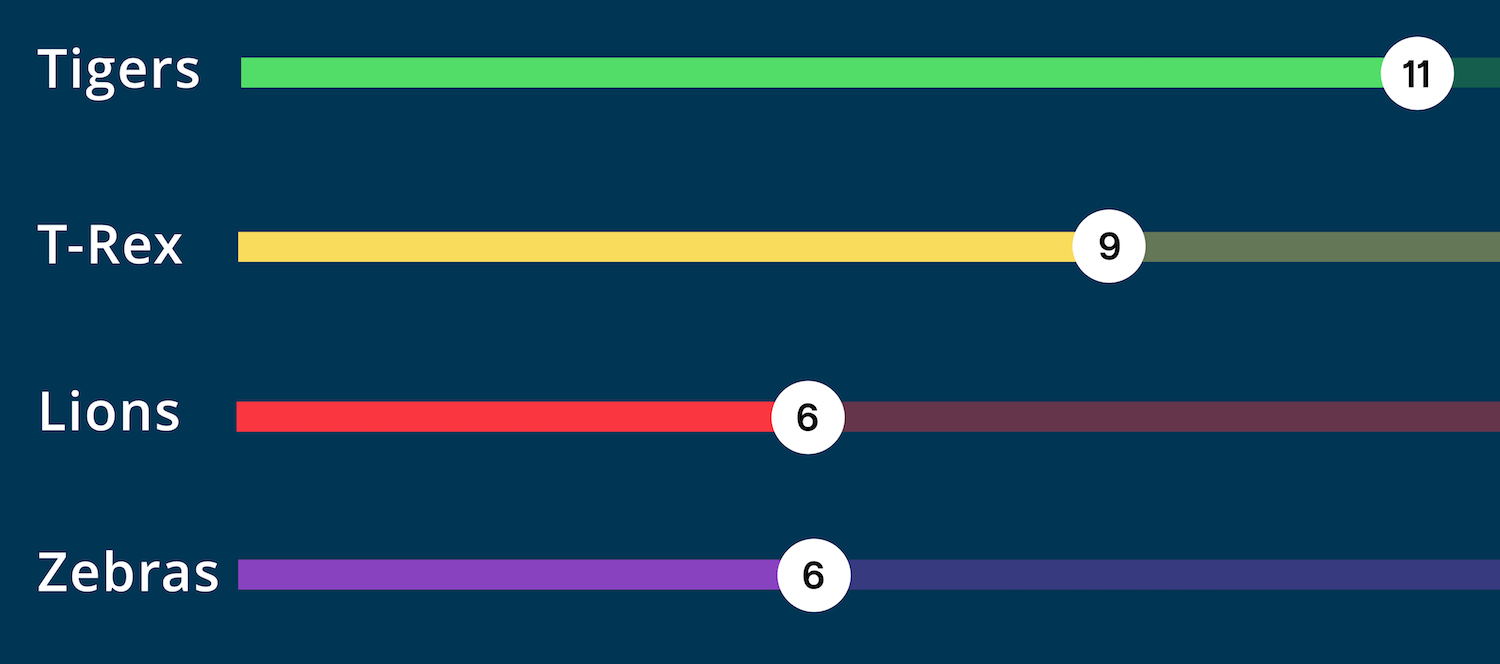 Tigers 11
T-Rex 9
Lions 6
Zebras 6